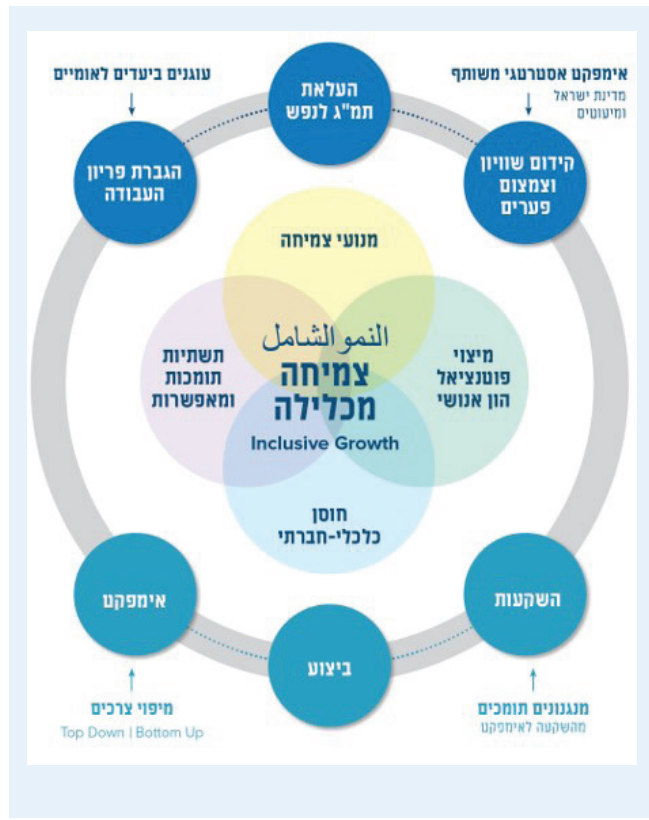 אימפקט אסטרטגי משותף
מדינת ישראל
ומיעוטים
עוגנים ביעדים לאומיים
העלאת
תמ"ג לנפש
קידום שוויון
וצמצום
פערים
הגברת פריון
העבודה
מנועי צמיחה
מיצוי
פוטנציאל
הון אנושי
תשתיות
תומכות
ומאפשרות
النمو الشامل
צמיחה
מכלילה
Inclusive Growth
חוסן
כלכלי-חברתי
השקעות
אימפקט
ביצוע
מנגנונים תומכים
מהשקעה לאימפקט
מיפוי צרכים
Top Down | Bottom Up